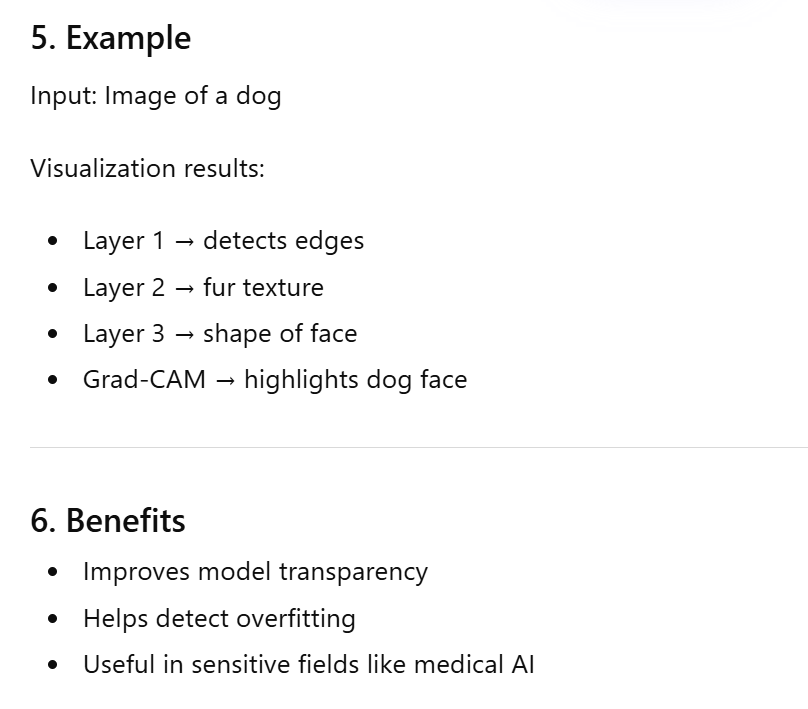 5. Example
Input: Image of a dog
Visualization results:
• Layer 1 → detects edges
• Layer 2 → fur texture
• Layer 3 → shape of face
• Grad-CAM → highlights dog face
6. Benefits
• Improves model transparency
• Helps detect overfitting
• Useful in sensitive fields like medical AI